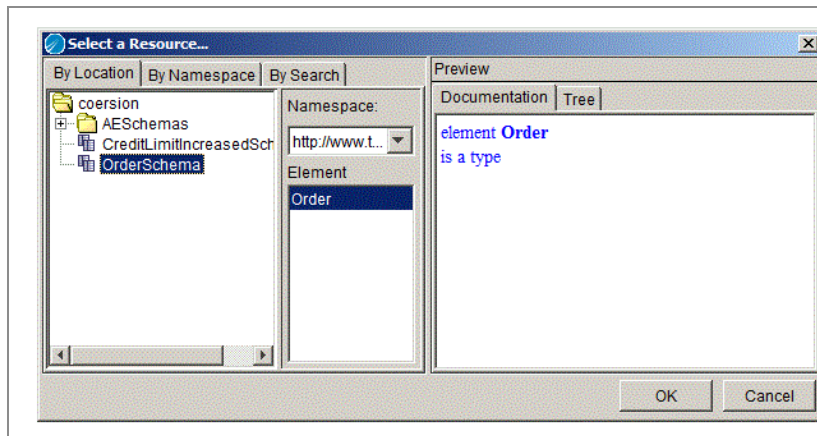 Select a Resource...
By Location By Namespace By Search
coersion
AESchemas
CreditLimitIncreasedSch
OrderSchema
Namespace:
http://www.t...
Element
Order
Preview
Documentation Tree
element Order
is a type
OK Cancel